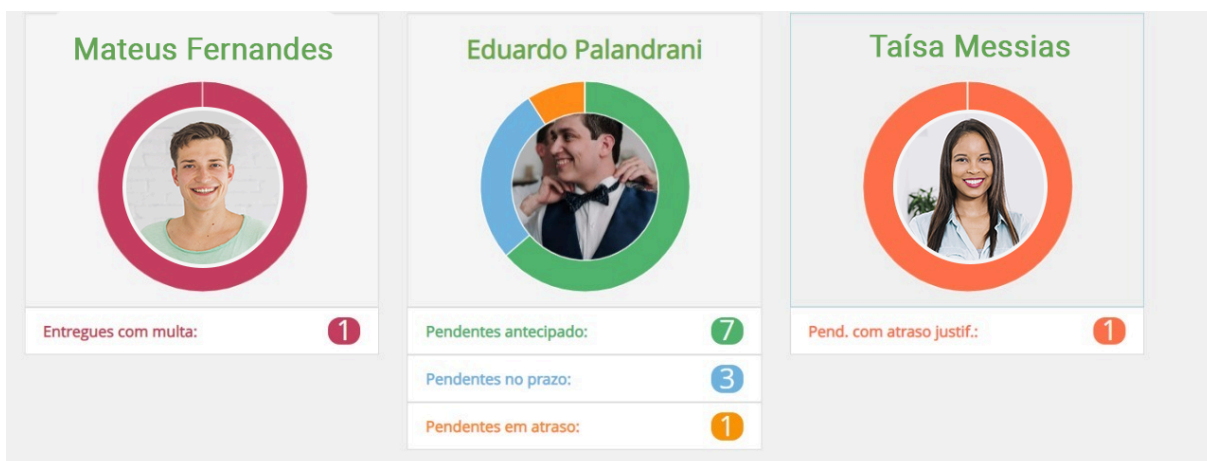 Mateus Fernandes
Entregues com multa: 1
Eduardo Palandrani
Pendentes antecipado: 7
Pendentes no prazo: 3
Pendentes em atraso: 1
Taísa Messias
Pend. com atraso justif.: 1